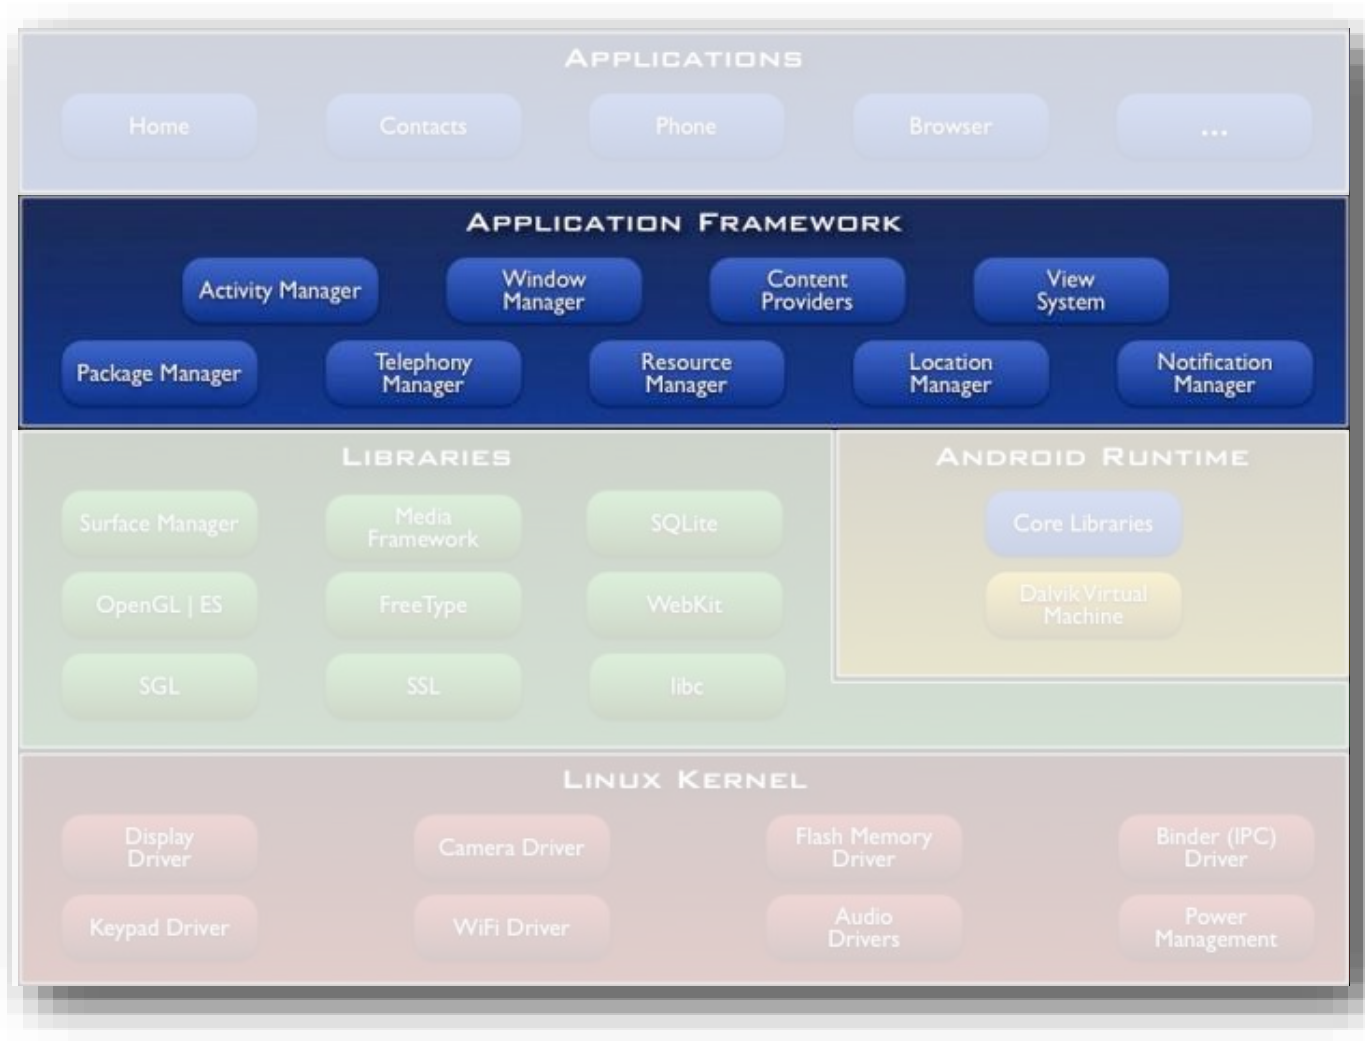 APPLICATIONS
Home
Contacts
Phone
Browser
...
APPLICATION FRAMEWORK
Activity Manager
Window
Manager
Content
Providers
View
System
Package Manager
Telephony
Manager
Resource
Manager
Location
Manager
Notification
Manager
LIBRARIES
Surface Manager
Media
Framework
SQLite
OpenGL | ES
FreeType
WebKit
SGL
SSL
libc
ANDROID RUNTIME
Core Libraries
Dalvik Virtual
Machine
LINUX KERNEL
Display
Driver
Camera Driver
Flash Memory
Driver
Binder (IPC)
Driver
Keypad Driver
WiFi Driver
Audio
Drivers
Power
Management